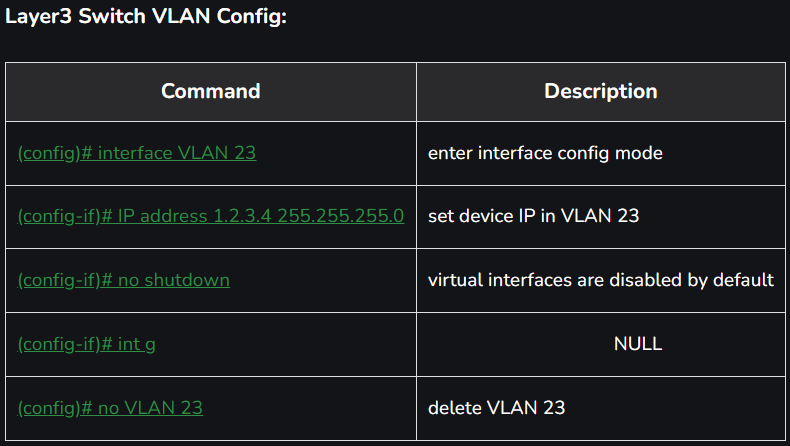 Layer3 Switch VLAN Config:
Command Description
(config)# interface VLAN 23 enter interface config mode
(config-if)# IP address 1.2.3.4 255.255.255.0 set device IP in VLAN 23
(config-if)# no shutdown virtual interfaces are disabled by default
(config-if)# int g NULL
(config)# no VLAN 23 delete VLAN 23